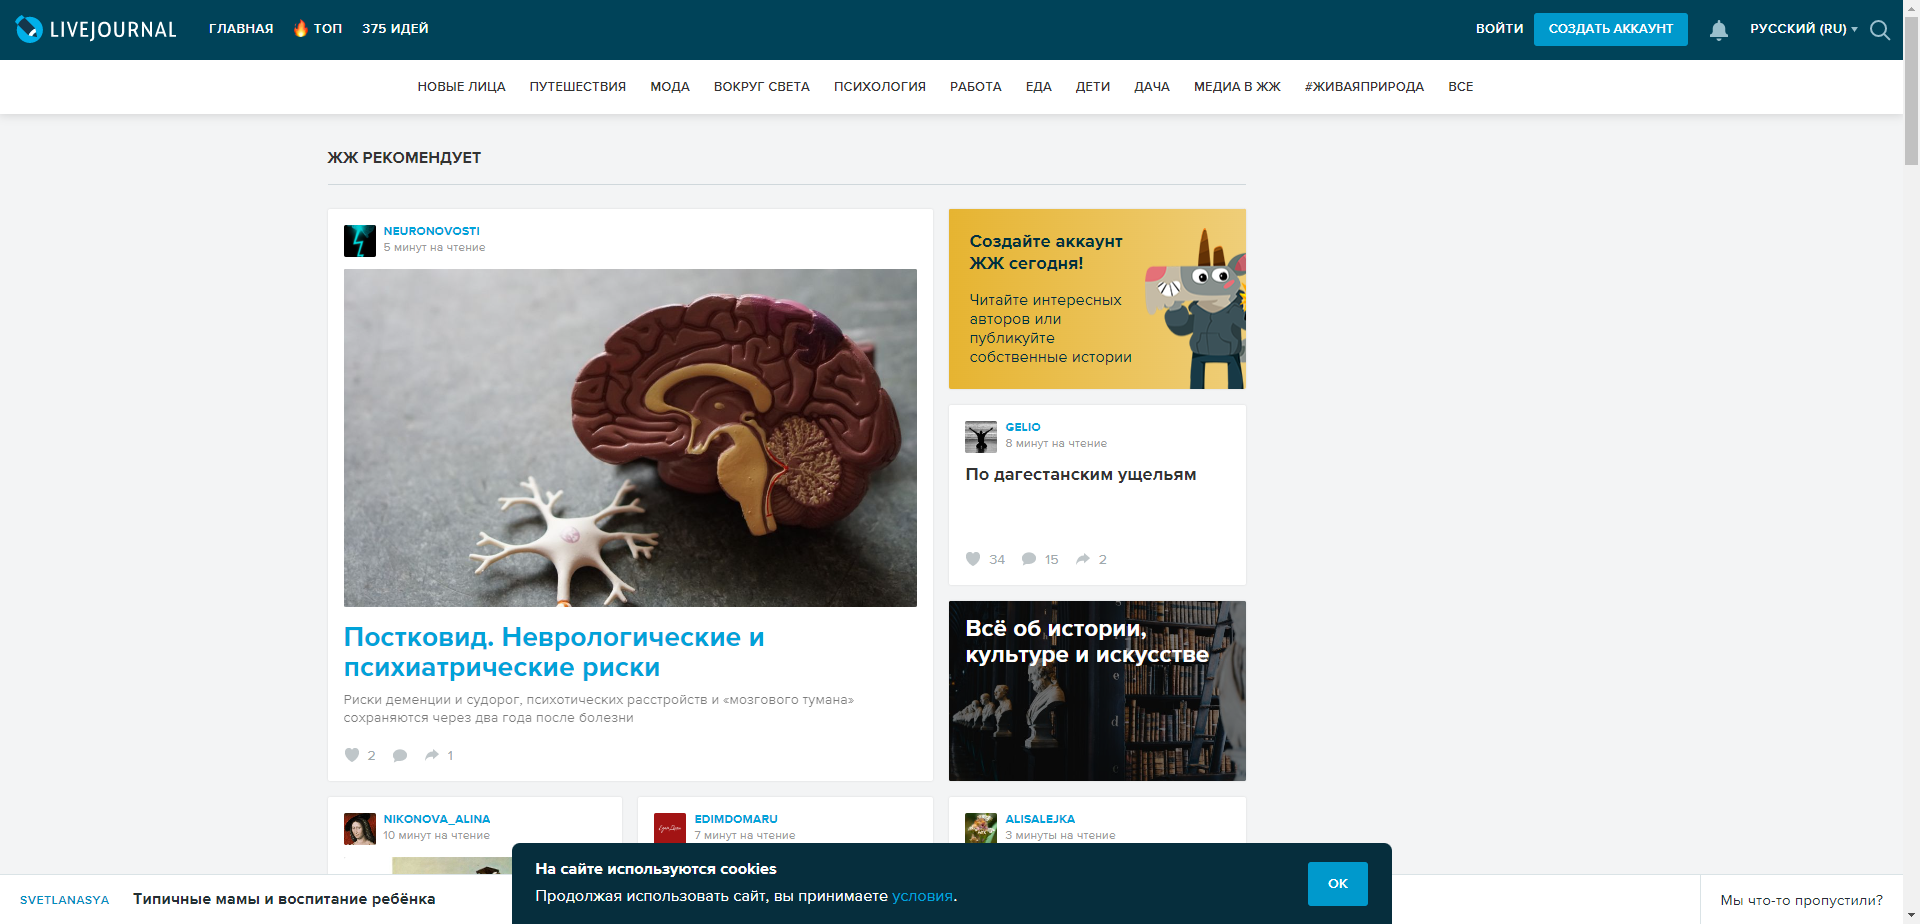 LIVEJOURNAL
ГЛАВНАЯ
ТОП
375 ИДЕЙ
ВОЙТИ
СОЗДАТЬ АККАУНТ
РУССКИЙ (RU)
НОВЫЕ ЛИЦА
ПУТЕШЕСТВИЯ
МОДА
ВОКРУГ СВЕТА
ПСИХОЛОГИЯ
РАБОТА
ЕДА
ДЕТИ
ДАЧА
МЕДИА В ЖЖ
#ЖИВАЯПРИРОДА
ВСЕ
ЖЖ РЕКОМЕНДУЕТ
NEURONOVOSTI
5 минут на чтение
Постковид. Неврологические и
психиатрические риски
Риски деменции и судорог, психотических расстройств и «мозгового тумана»
сохраняются через два года после болезни
2
1
Создайте аккаунт
ЖЖ сегодня!
Читайте интересных
авторов или
публикуйте
собственные истории
GELIO
8 минут на чтение
По дагестанским ущельям
34
15
2
Всё об истории,
культуре и искусстве
NIKONOVA_ALINA
10 минут на чтение
EDIMDOMARU
7 минут на чтение
ALISALEJKA
3 минуты на чтение
На сайте используются cookies
Продолжая использовать сайт, вы принимаете условия.
ОК
SVETLANASYA
Типичные мамы и воспитание ребёнка
Мы что-то пропустили?